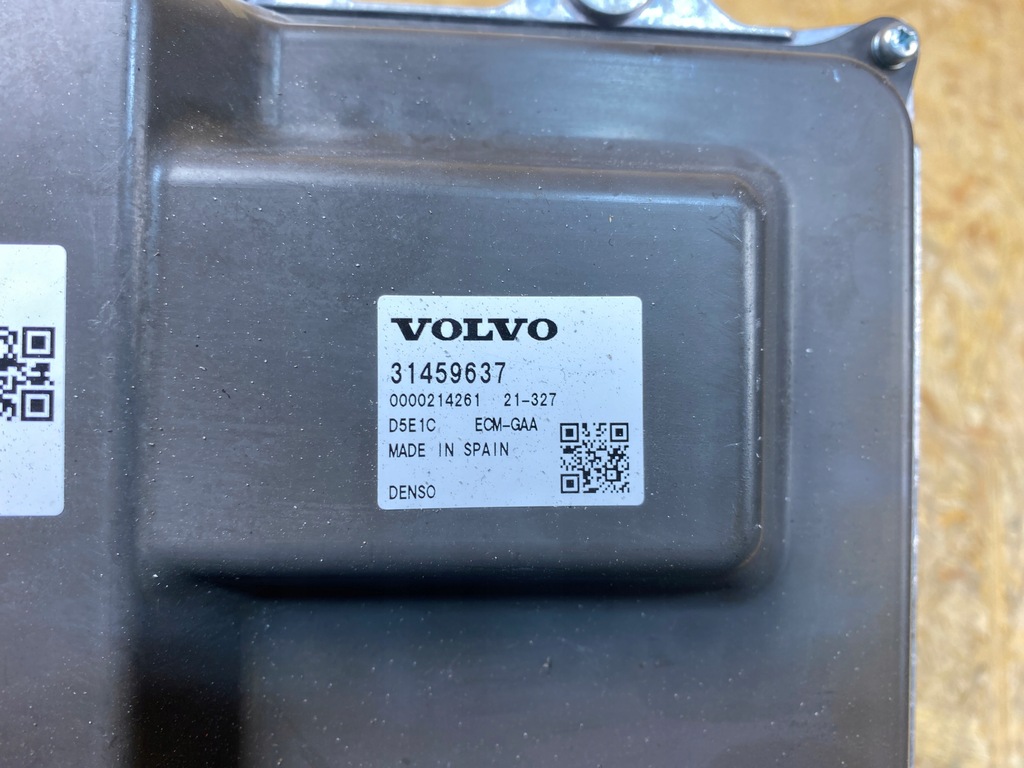 VOLVO
31459637
0000214261 21-327
D5E1C ECM-GAA
MADE IN SPAIN
DENSO